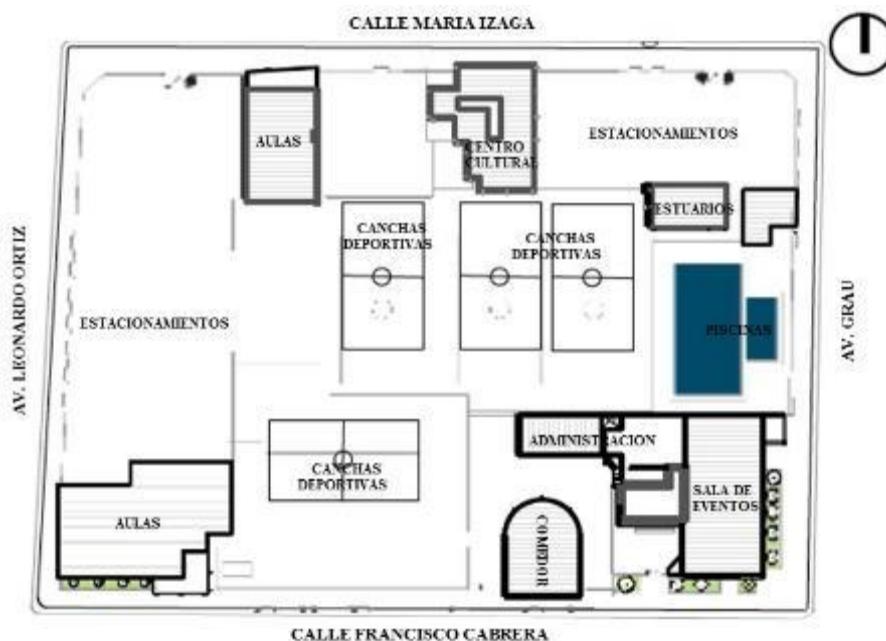 CALLE MARIA IZAGA
AULAS
CENTRO
CULTURAL
ESTACIONAMIENTOS
ESTUARIOS
CANCHAS
DEPORTIVAS
CANCHAS
DEPORTIVAS
AV. LEONARDO ORTIZ
ESTACIONAMIENTOS
PISCINAS
AV. GRAU
ADMINISTRACION
CANCHAS
DEPORTIVAS
SALA DE
EVENTOS
AULAS
COMEDOR
CALLE FRANCISCO CABRERA